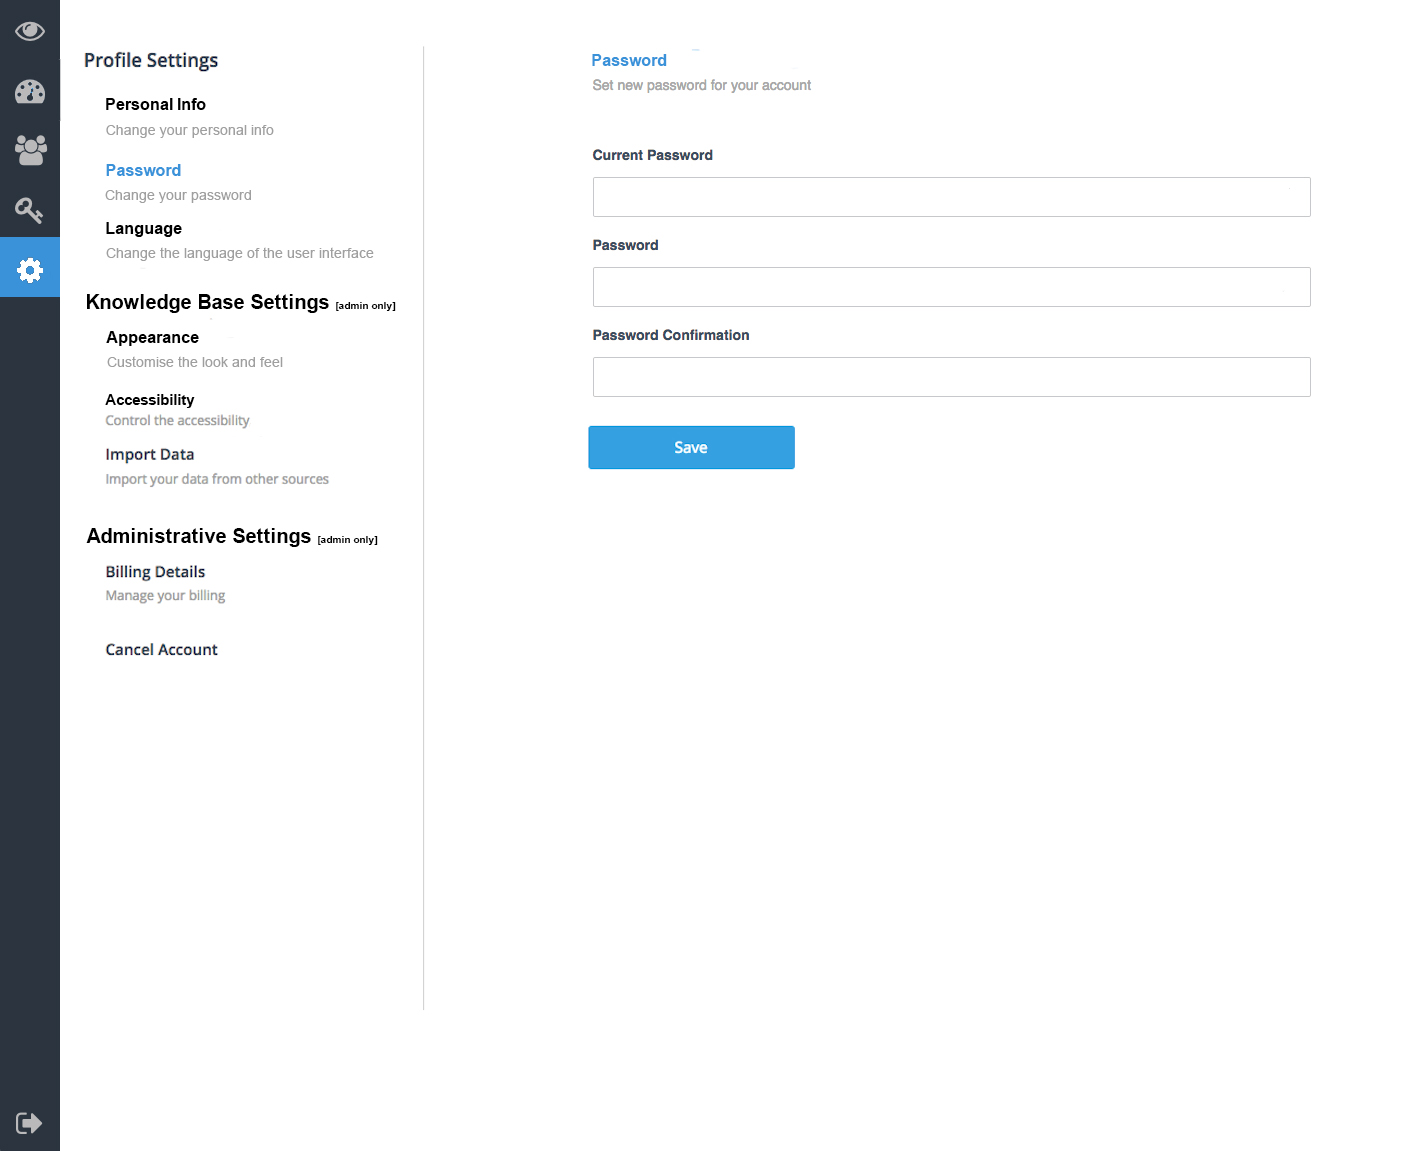 Profile Settings
Personal Info
Change your personal info
Password
Change your password
Language
Change the language of the user interface
Knowledge Base Settings [admin only]
Appearance
Customise the look and feel
Accessibility
Control the accessibility
Import Data
Import your data from other sources
Administrative Settings [admin only]
Billing Details
Manage your billing
Cancel Account
Password
Set new password for your account
Current Password
Password
Password Confirmation
Save